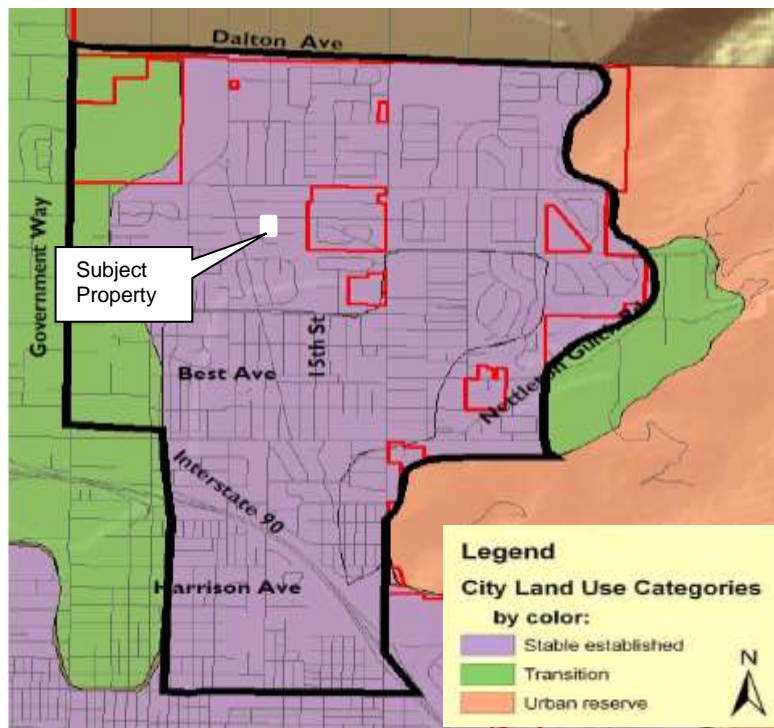 Dalton Ave
Government Way
Subject
Property
15th St
Best Ave
Nettleton Gulch Rd
Interstate 90
Harrison Ave
Legend
City Land Use Categories
by color:
Stable established
Transition
Urban reserve
N